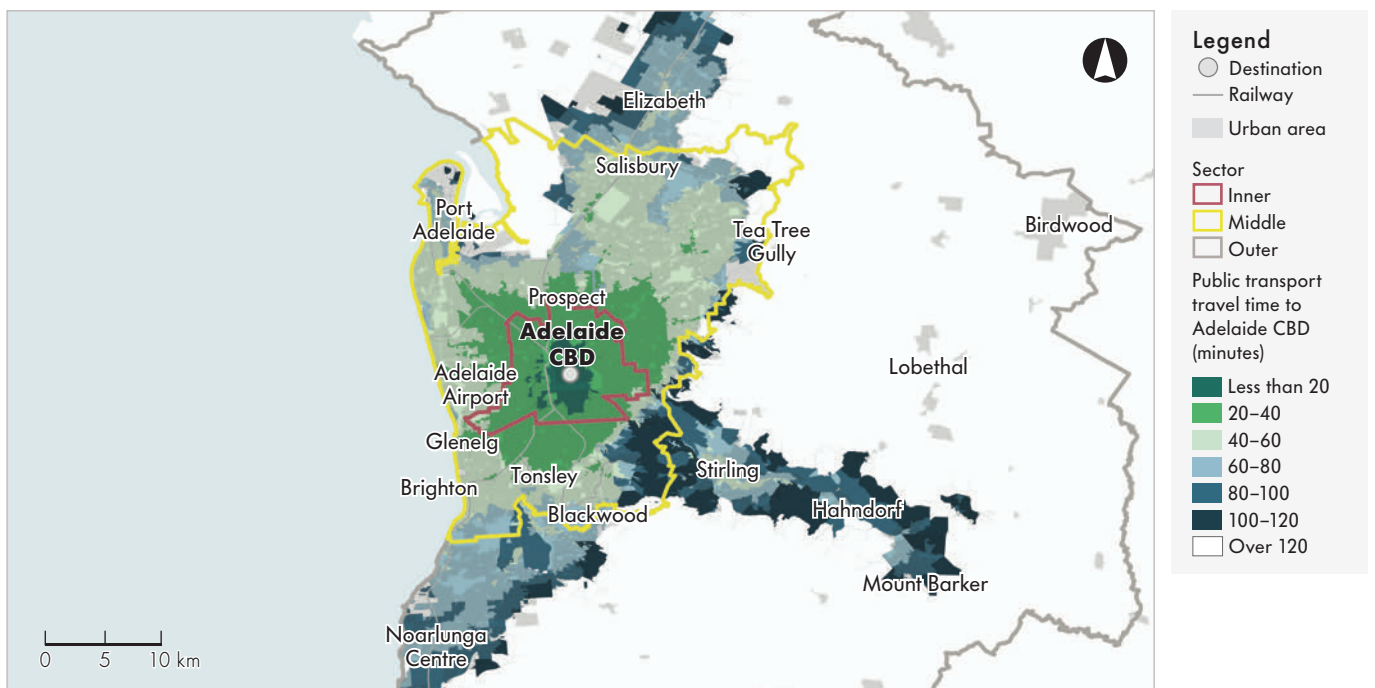 Elizabeth
Salisbury
Port
Adelaide
Tea Tree
Gully
Birdwood
Prospect
Adelaide
CBD
Adelaide
Airport
Lobethal
Glenelg
Stirling
Tonsley
Brighton
Hahndorf
Blackwood
Mount Barker
Noarlunga
Centre
0 5 10 km
Legend
Destination
Railway
Urban area
Sector
Inner
Middle
Outer
Public transport
travel time to
Adelaide CBD
(minutes)
Less than 20
20–40
40–60
60–80
80–100
100–120
Over 120